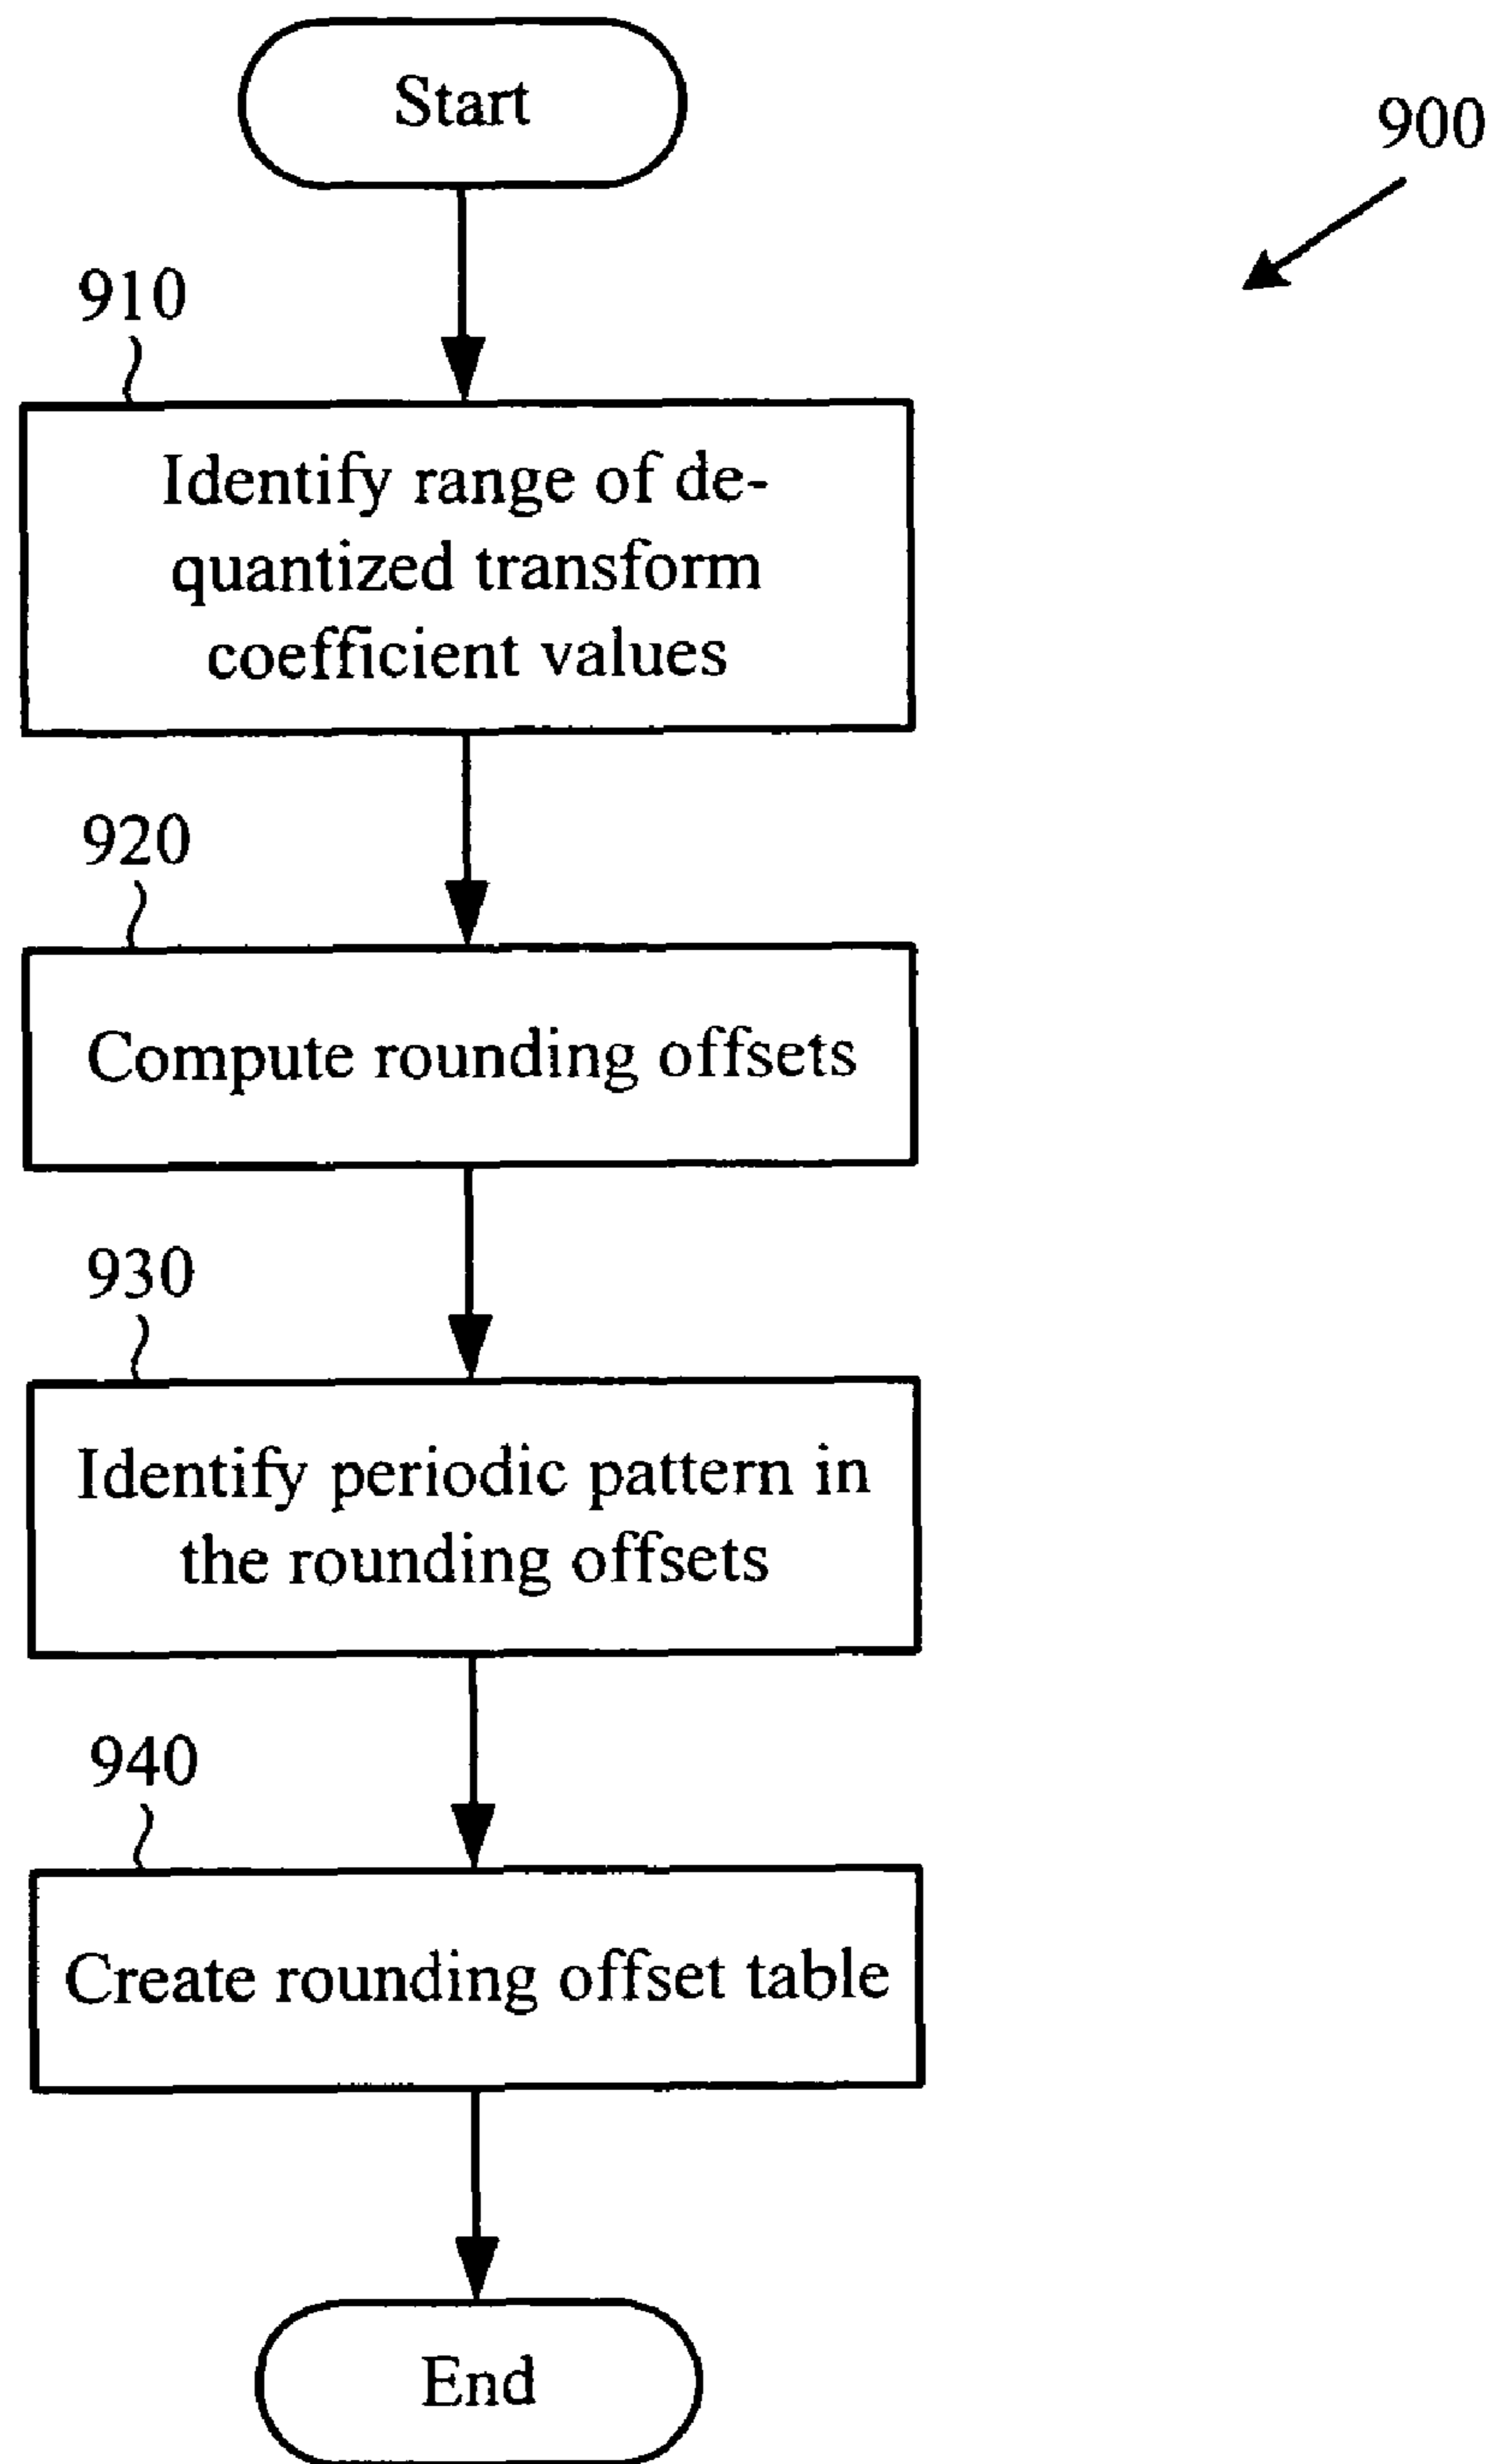 Start
900
910
Identify range of de-
quantized transform
coefficient values
920
Compute rounding offsets
930
Identify periodic pattern in
the rounding offsets
940
Create rounding offset table
End